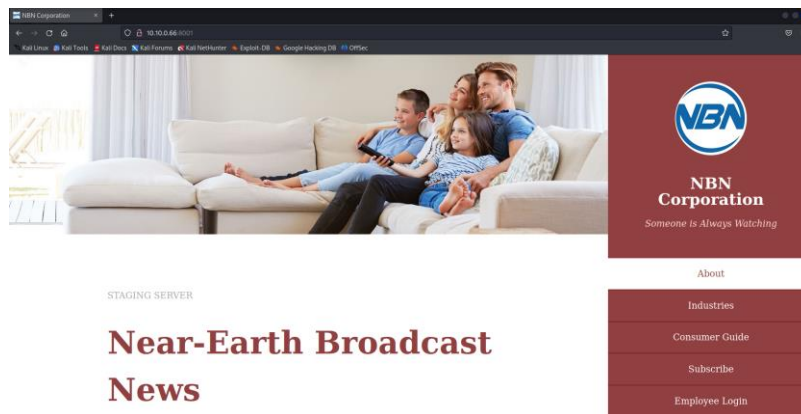 NBN Corporation
10.10.0.66:8001
Kali Linux Kali Tools Kali Docs Kali Forums Kali NetHunter Exploit-DB Google Hacking DB OffSec
NBN
NBN
Corporation
Someone is Always Watching
About
STAGING SERVER
Industries
Near-Earth Broadcast
Consumer Guide
Subscribe
News
Employee Login